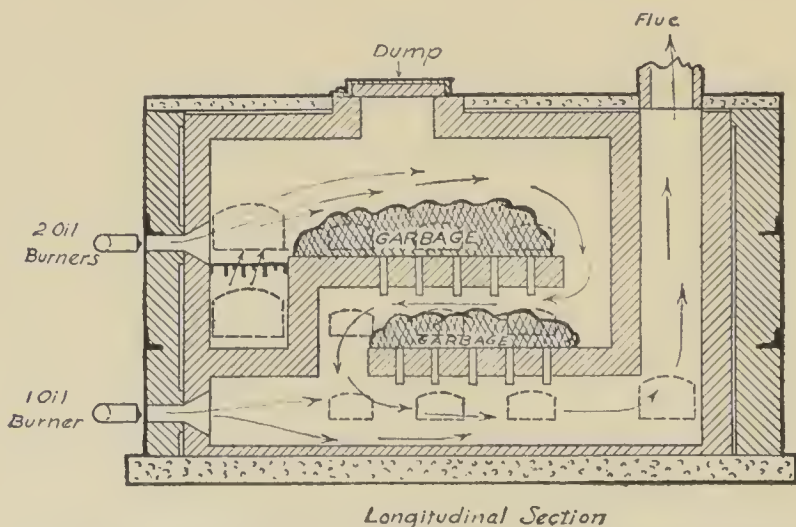 Flue
Dump
2 Oil
Burners
GARBAGE
GARBAGE
1 Oil
Burner
Longitudinal Section